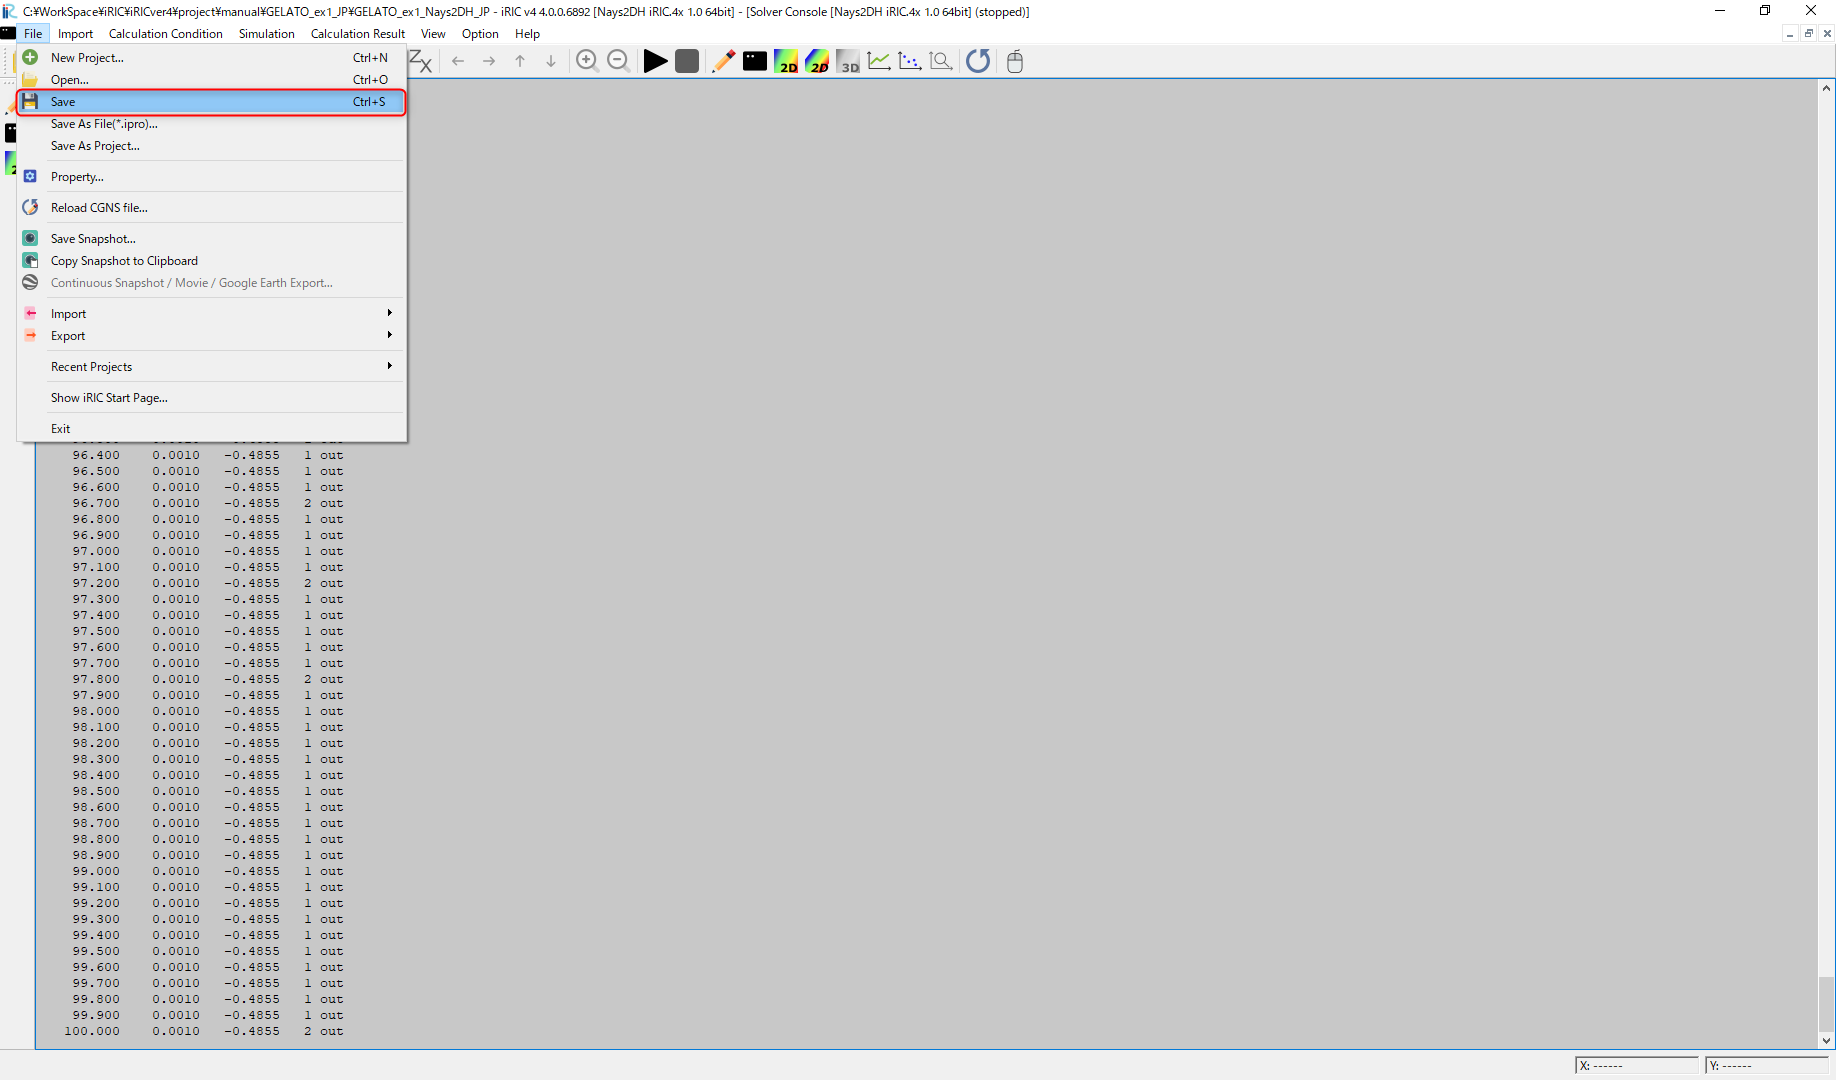 C:¥WorkSpace¥iRIC¥iRICver4¥project¥manual¥GELATO_ex1_JP¥GELATO_ex1_Nays2DH_JP - iRIC v4 4.0.0.6892 [Nays2DH iRIC.4x 1.0 64bit] - [Solver Console [Nays2DH iRIC.4x 1.0 64bit] (stopped)]
File Import Calculation Condition Simulation Calculation Result View Option Help
New Project... Ctrl+N
Open... Ctrl+O
Save Ctrl+S
Save As File(*.ipro)...
Save As Project...
Property...
Reload CGNS file...
Save Snapshot...
Copy Snapshot to Clipboard
Continuous Snapshot / Movie / Google Earth Export...
Import
Export
Recent Projects
Show iRIC Start Page...
Exit
2D 2D 3D
96.400 0.0010 -0.4855 1 out
96.500 0.0010 -0.4855 1 out
96.600 0.0010 -0.4855 1 out
96.700 0.0010 -0.4855 2 out
96.800 0.0010 -0.4855 1 out
96.900 0.0010 -0.4855 1 out
97.000 0.0010 -0.4855 1 out
97.100 0.0010 -0.4855 1 out
97.200 0.0010 -0.4855 2 out
97.300 0.0010 -0.4855 1 out
97.400 0.0010 -0.4855 1 out
97.500 0.0010 -0.4855 1 out
97.600 0.0010 -0.4855 1 out
97.700 0.0010 -0.4855 1 out
97.800 0.0010 -0.4855 2 out
97.900 0.0010 -0.4855 1 out
98.000 0.0010 -0.4855 1 out
98.100 0.0010 -0.4855 1 out
98.200 0.0010 -0.4855 1 out
98.300 0.0010 -0.4855 1 out
98.400 0.0010 -0.4855 1 out
98.500 0.0010 -0.4855 1 out
98.600 0.0010 -0.4855 1 out
98.700 0.0010 -0.4855 1 out
98.800 0.0010 -0.4855 1 out
98.900 0.0010 -0.4855 1 out
99.000 0.0010 -0.4855 1 out
99.100 0.0010 -0.4855 1 out
99.200 0.0010 -0.4855 1 out
99.300 0.0010 -0.4855 1 out
99.400 0.0010 -0.4855 1 out
99.500 0.0010 -0.4855 1 out
99.600 0.0010 -0.4855 1 out
99.700 0.0010 -0.4855 1 out
99.800 0.0010 -0.4855 1 out
99.900 0.0010 -0.4855 1 out
100.000 0.0010 -0.4855 2 out
X: ------ Y: ------